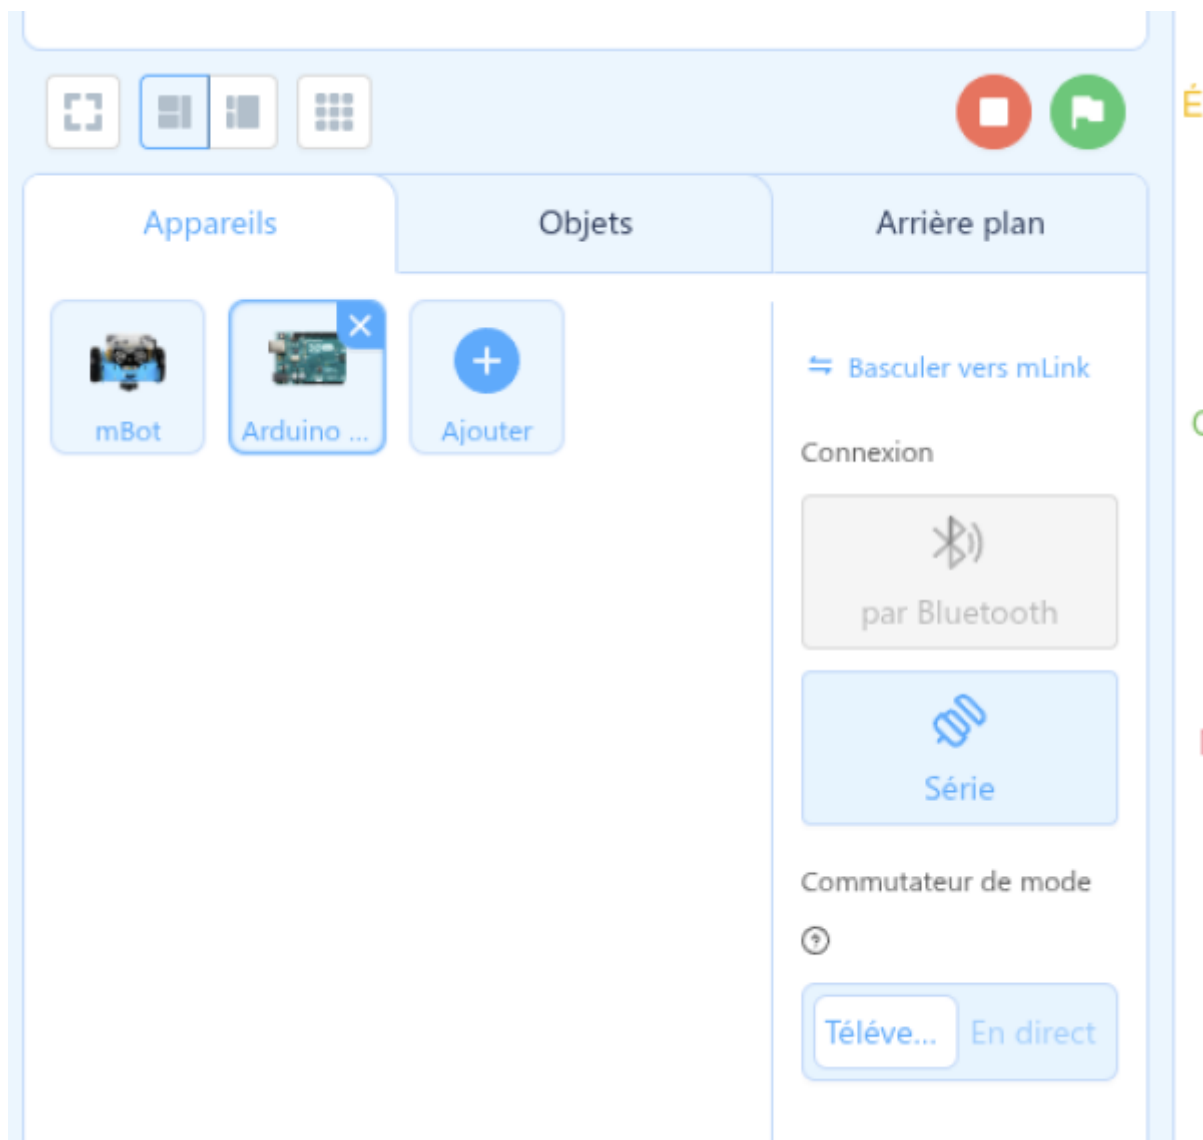 Appareils
Objets
Arrière plan
mBot
Arduino ...
Ajouter
Basculer vers mLink
Connexion
par Bluetooth
Série
Commutateur de mode
Téléve...
En direct